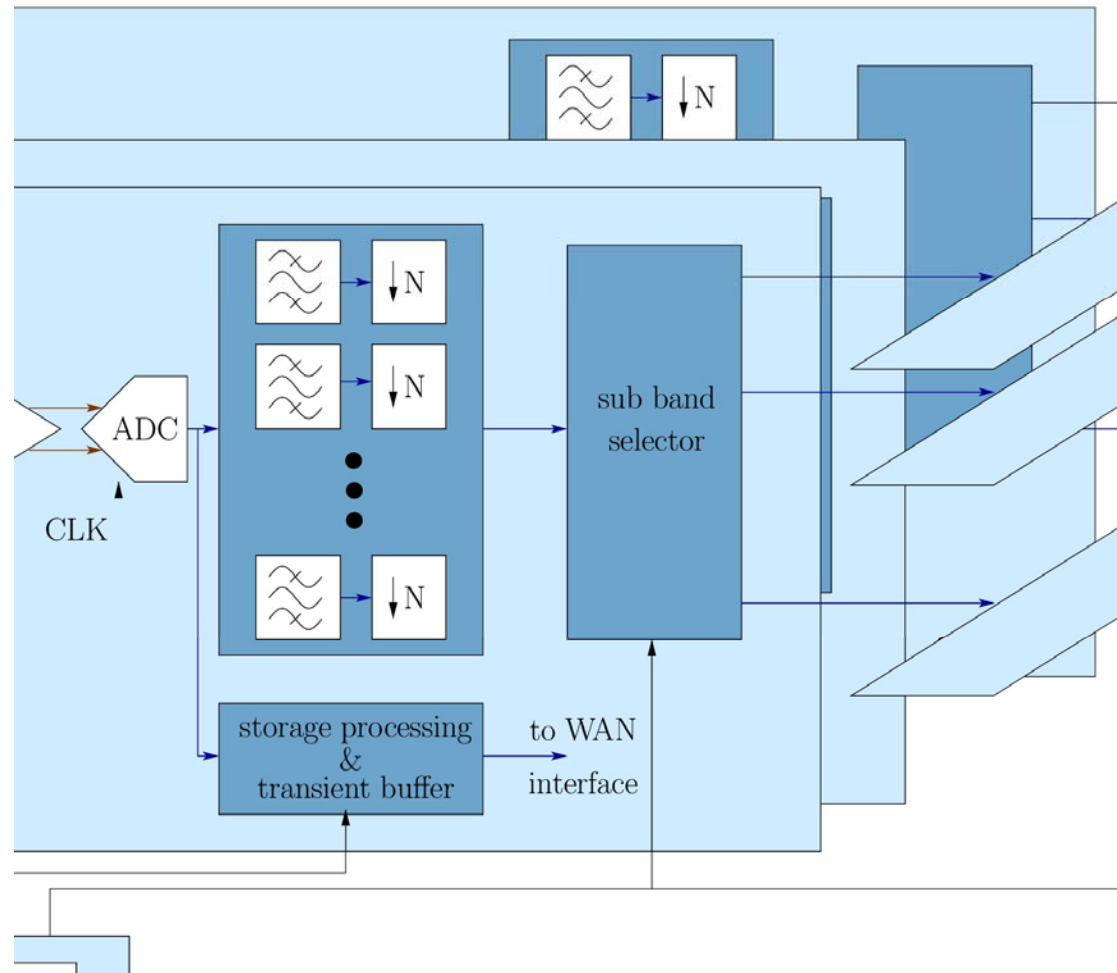 ↓ N
↓ N
↓ N
ADC
sub band
selector
CLK
↓ N
storage processing
&
transient buffer
to WAN
interface